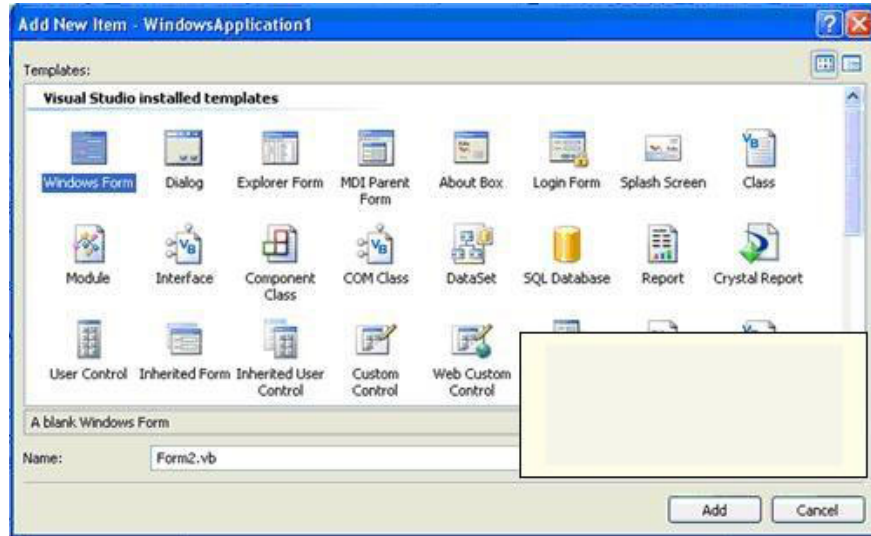 Add New Item - WindowsApplication1
Templates:
Visual Studio installed templates
Windows Form Dialog Explorer Form MDI Parent Form About Box Login Form Splash Screen Class
Module Interface Component Class COM Class DataSet SQL Database Report Crystal Report
User Control Inherited Form Inherited User Control Custom Control Web Custom Control
A blank Windows Form
Name: Form2.vb
Add Cancel